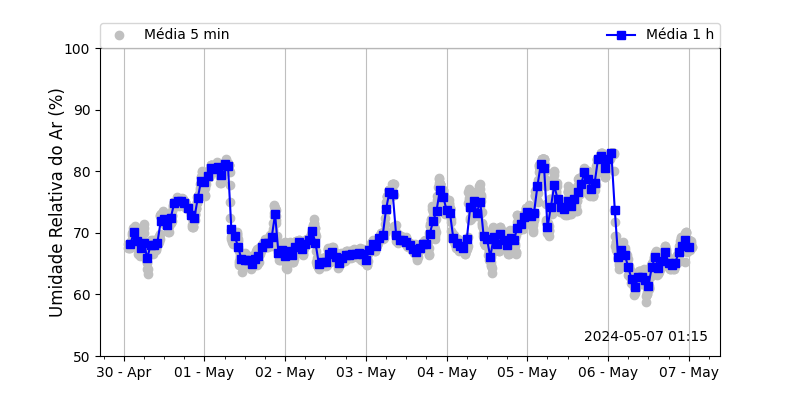 Média 5 min
Média 1 h
Umidade Relativa do Ar (%)
100
90
80
70
60
50
2024-05-07 01:15
30 - Apr
01 - May
02 - May
03 - May
04 - May
05 - May
06 - May
07 - May